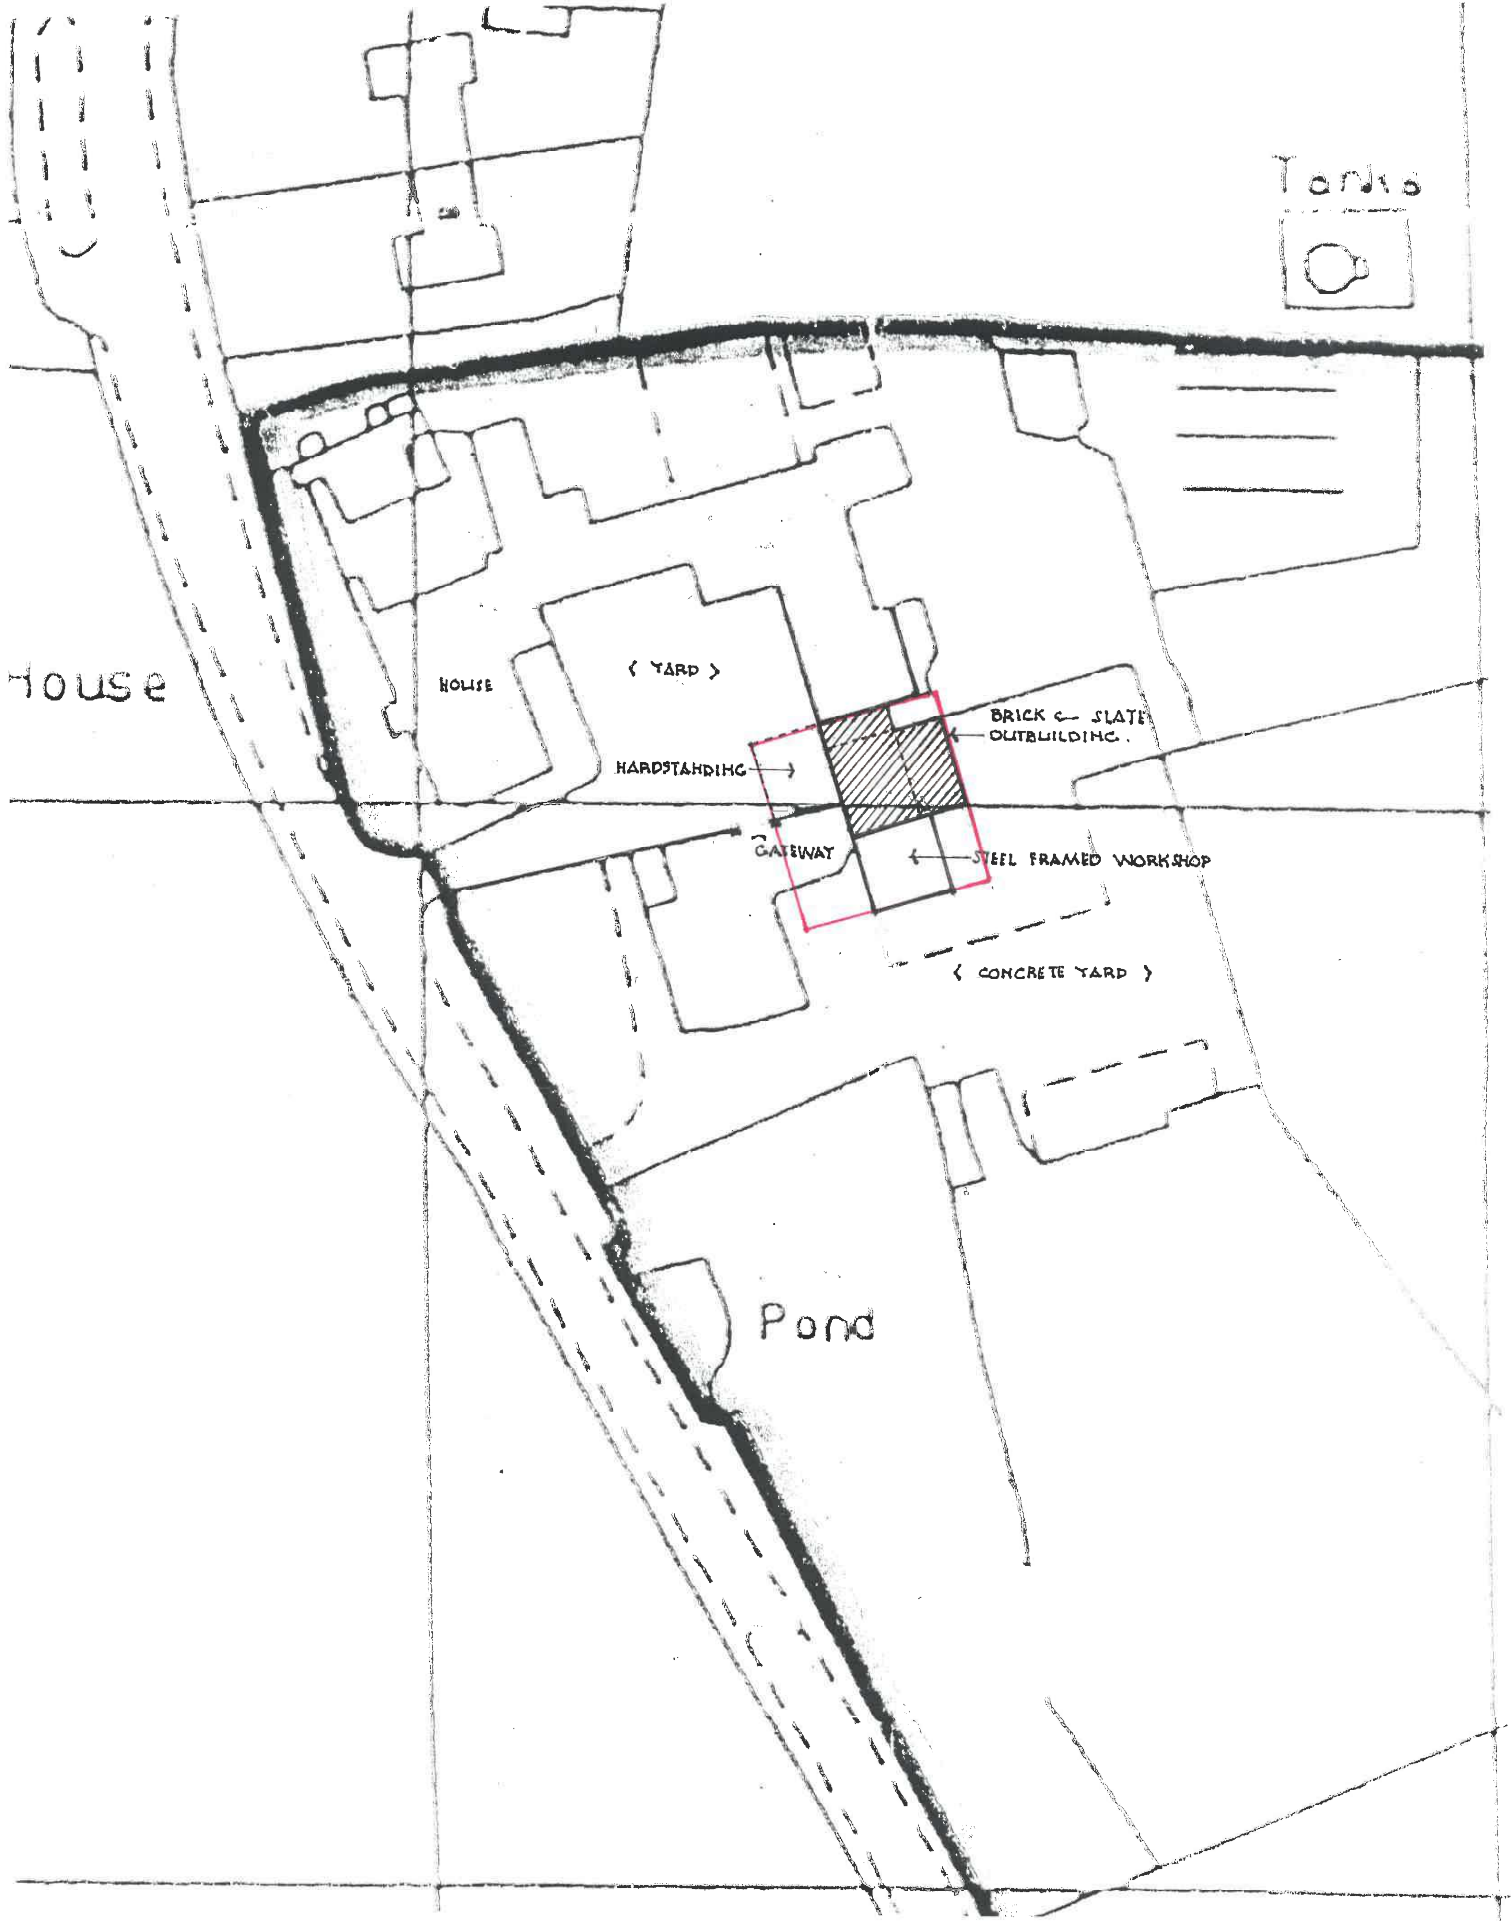 Tanks
House
HOUSE
< YARD >
BRICK & SLATE
OUTBUILDING.
HARDSTANDING
GATEWAY
STEEL FRAMED WORKSHOP
< CONCRETE YARD >
Pond